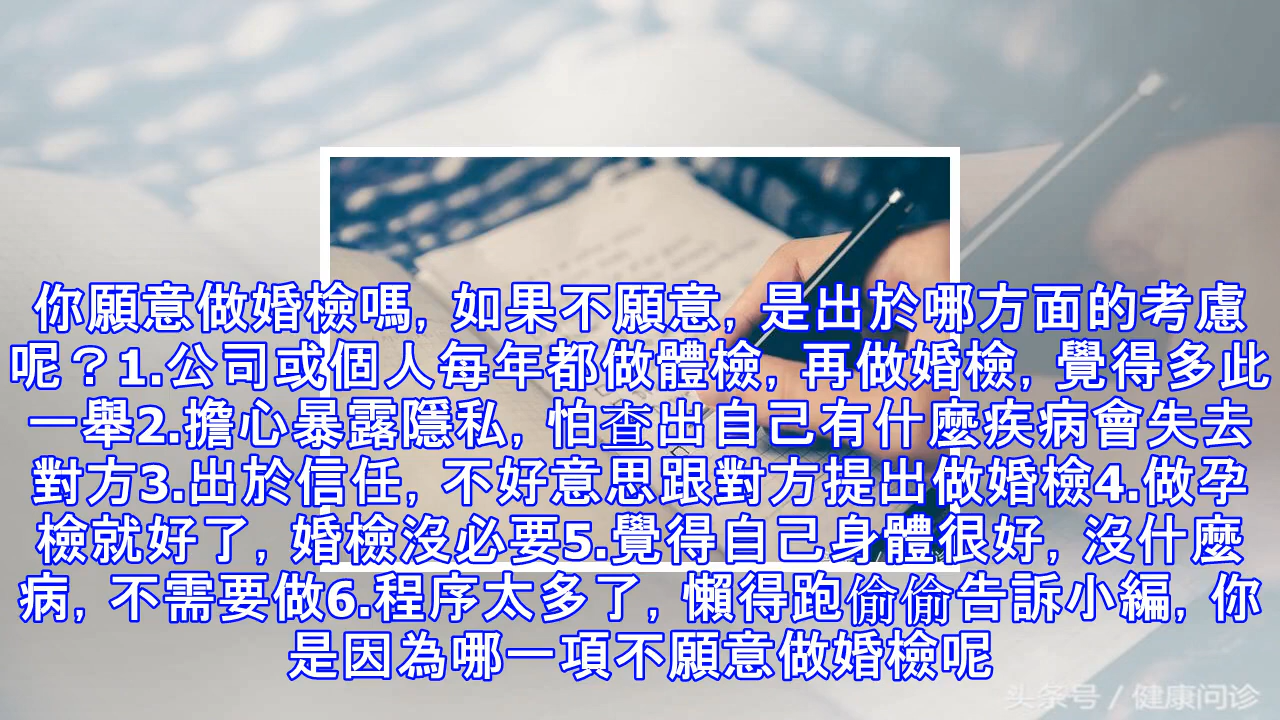 你願意做婚檢嗎, 如果不願意, 是出於哪方面的考慮
呢？1.公司或個人每年都做體檢, 再做婚檢, 覺得多此
一舉2.擔心暴露隱私, 怕查出自己有什麼疾病會失去
對方3.出於信任, 不好意思跟對方提出做婚檢4.做孕
檢就好了, 婚檢沒必要5.覺得自己身體很好, 沒什麼
病, 不需要做6.程序太多了, 懶得跑偷偷告訴小編, 你
是因為哪一項不願意做婚檢呢
头条号 / 健康问诊